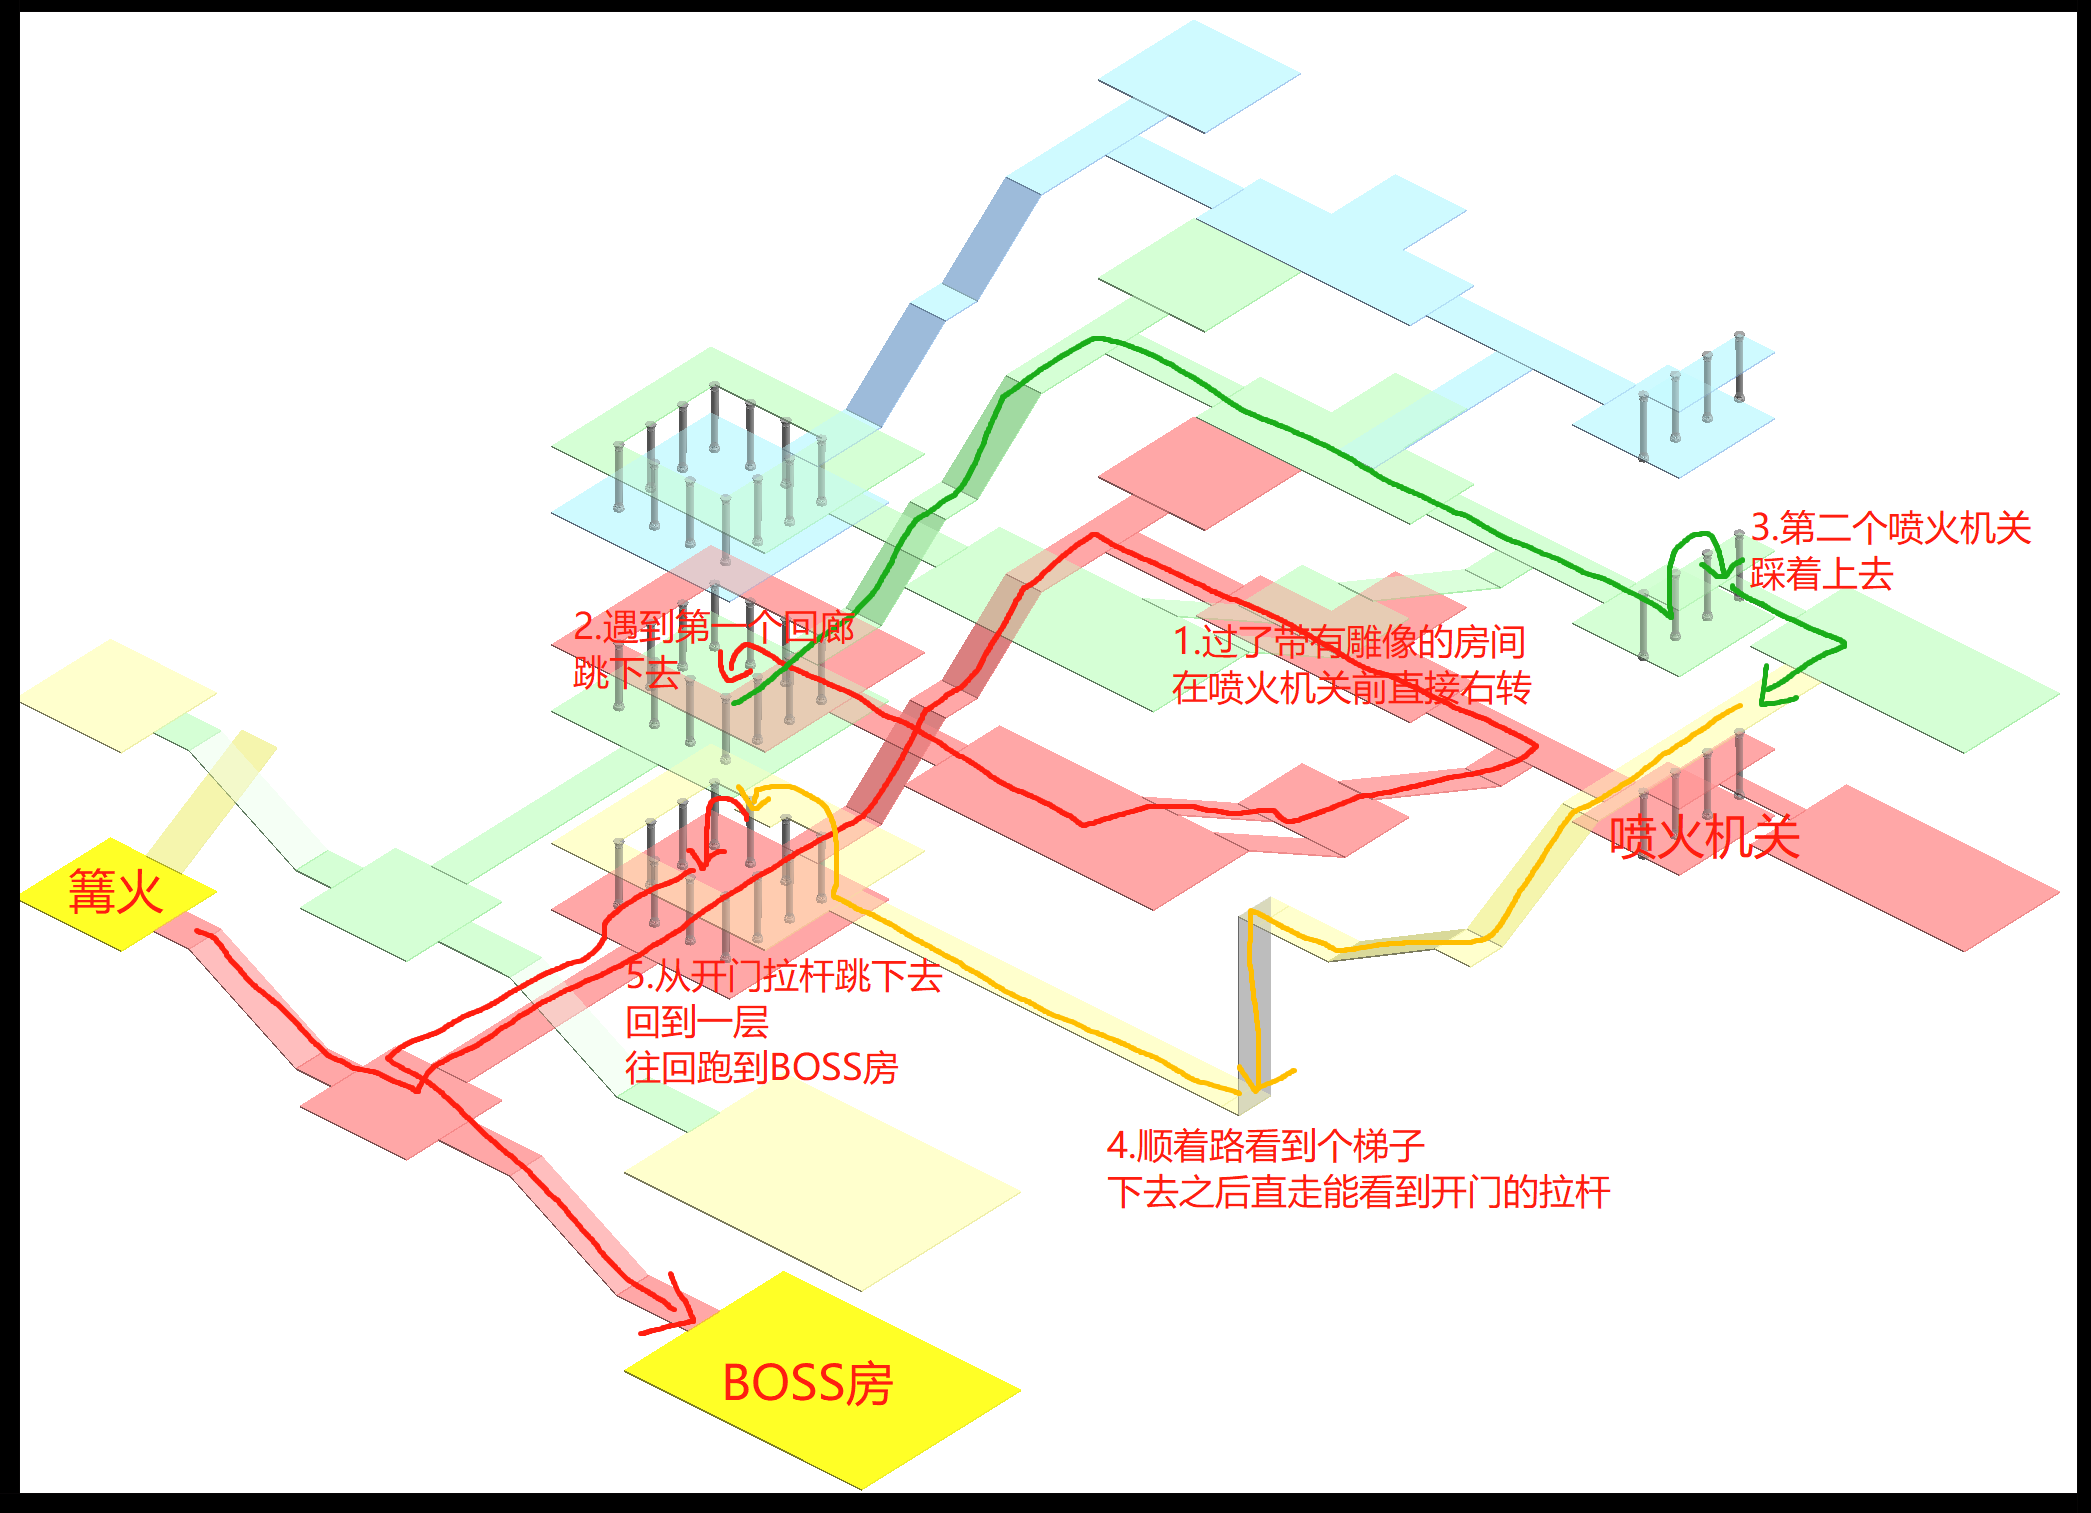 3.第二个喷火机关
踩着上去
2.遇到第一个回廊
跳下去
1.过了带有雕像的房间
在喷火机关前直接右转
喷火机关
篝火
5.从开门拉杆跳下去
回到一层
往回跑到BOSS房
4.顺着路看到个梯子
下去之后直走能看到开门的拉杆
BOSS房